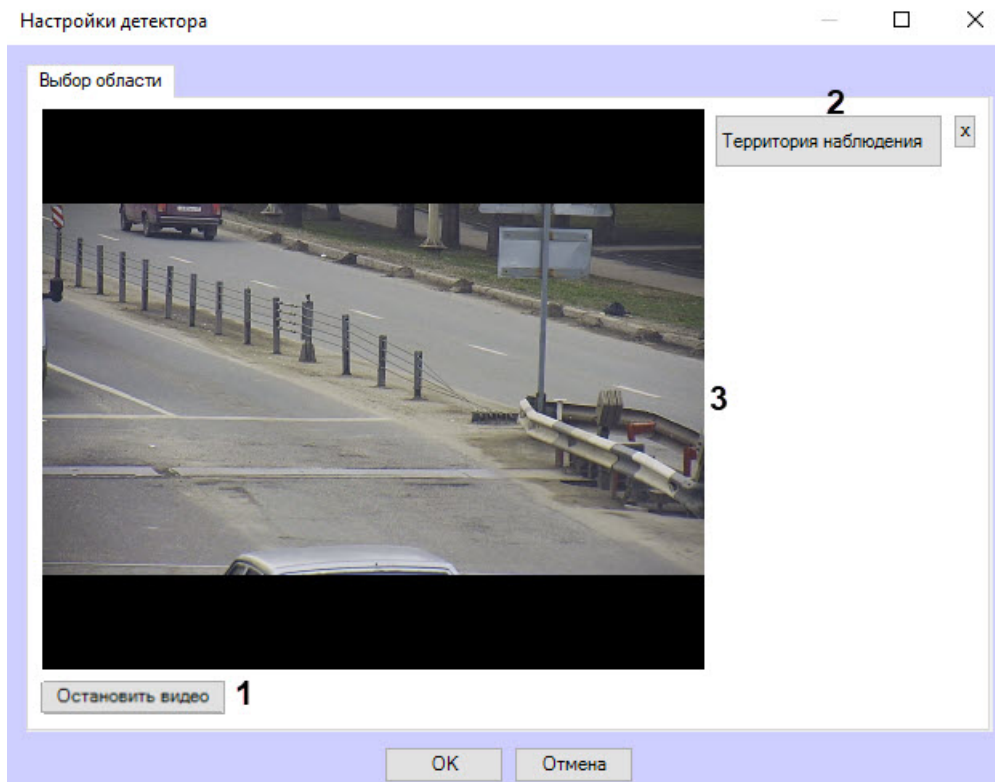 Настройки детектора
Выбор области
2
Территория наблюдения
x
3
Остановить видео
1
OK
Отмена